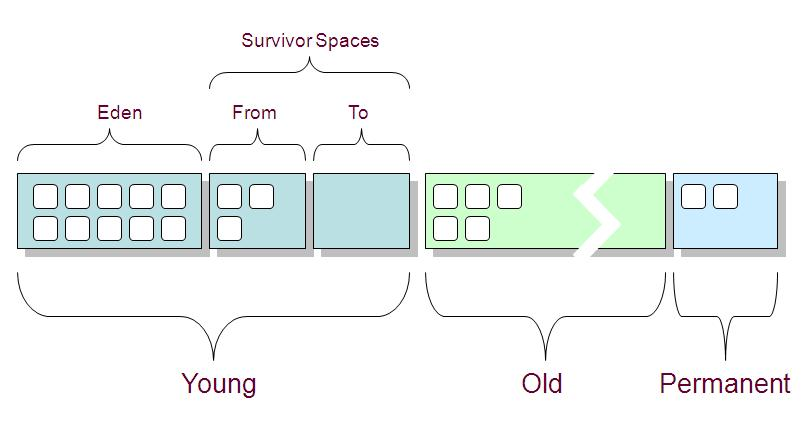 Survivor Spaces
Eden
From
To
Young
Old
Permanent